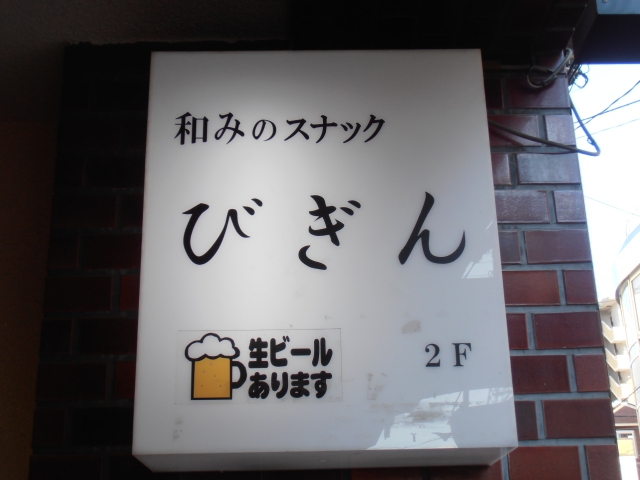 和みのスナック
びぎん
生ビール
あります
2F